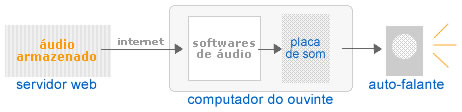 áudio
armazenado
servidor web
internet
softwares
de áudio
placa
de som
computador do ouvinte
auto-falante